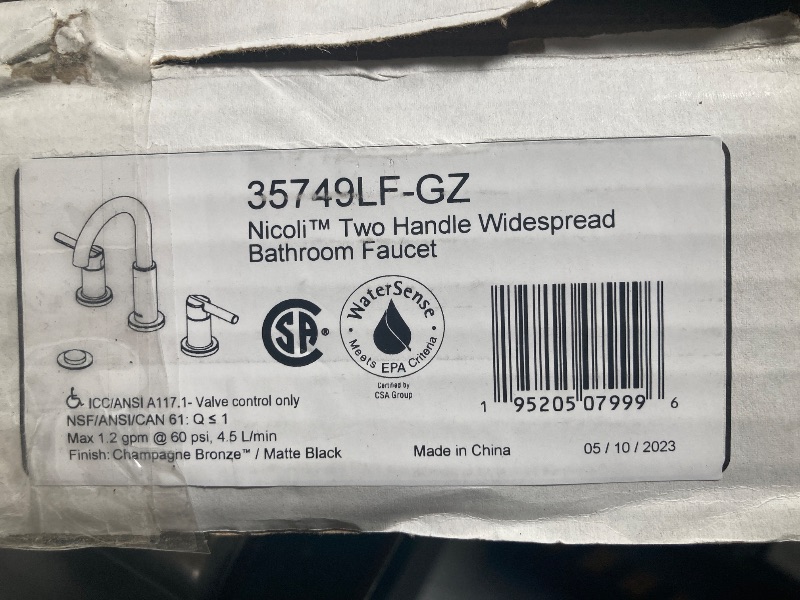 35749LF-GZ
Nicoli™ Two Handle Widespread
Bathroom Faucet
SA®
WaterSense
Meets EPA Criteria
Certified by
CSA Group
ICC/ANSI A117.1- Valve control only
NSF/ANSI/CAN 61: Q ≤ 1
Max 1.2 gpm @ 60 psi, 4.5 L/min
Finish: Champagne Bronze™ / Matte Black
Made in China
1 95205 07999 6
05 / 10 / 2023